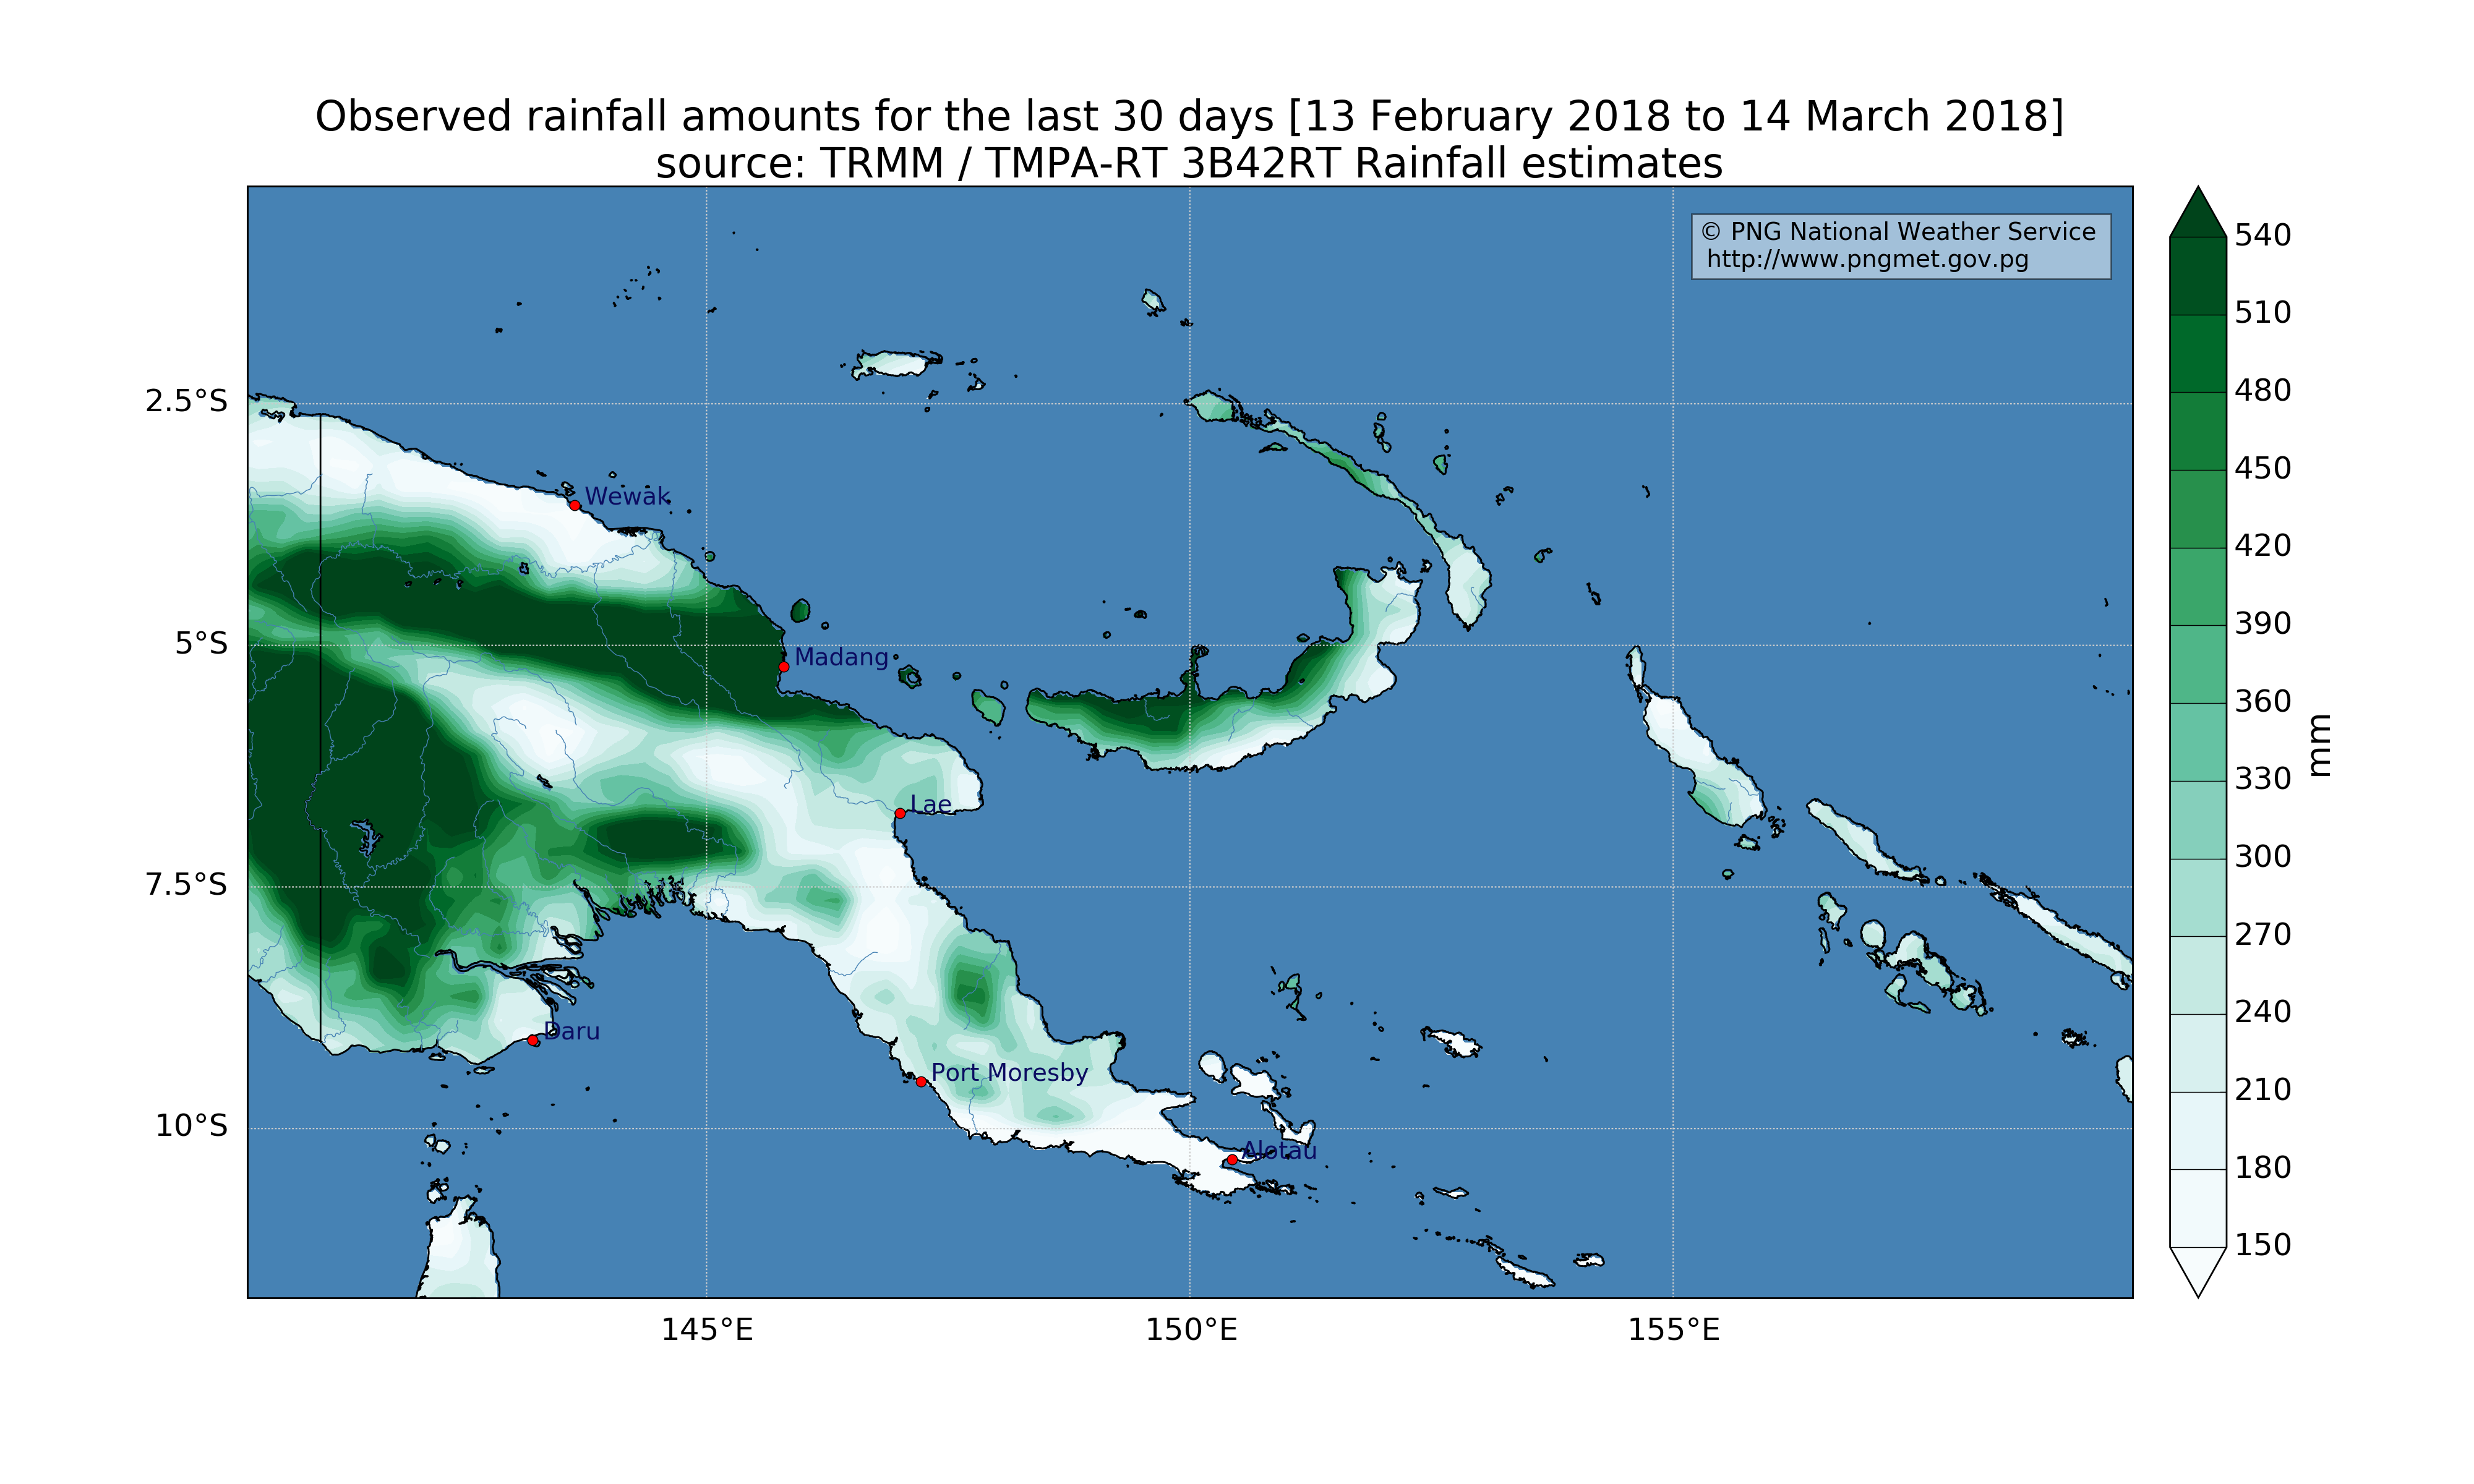 Observed rainfall amounts for the last 30 days [13 February 2018 to 14 March 2018]
source: TRMM / TMPA-RT 3B42RT Rainfall estimates
© PNG National Weather Service
http://www.pngmet.gov.pg
540
510
480
450
420
390
360
330
300
270
240
210
180
150
mm
2.5°S
5°S
7.5°S
10°S
Wewak
Madang
Lae
Daru
Port Moresby
Alotau
145°E
150°E
155°E